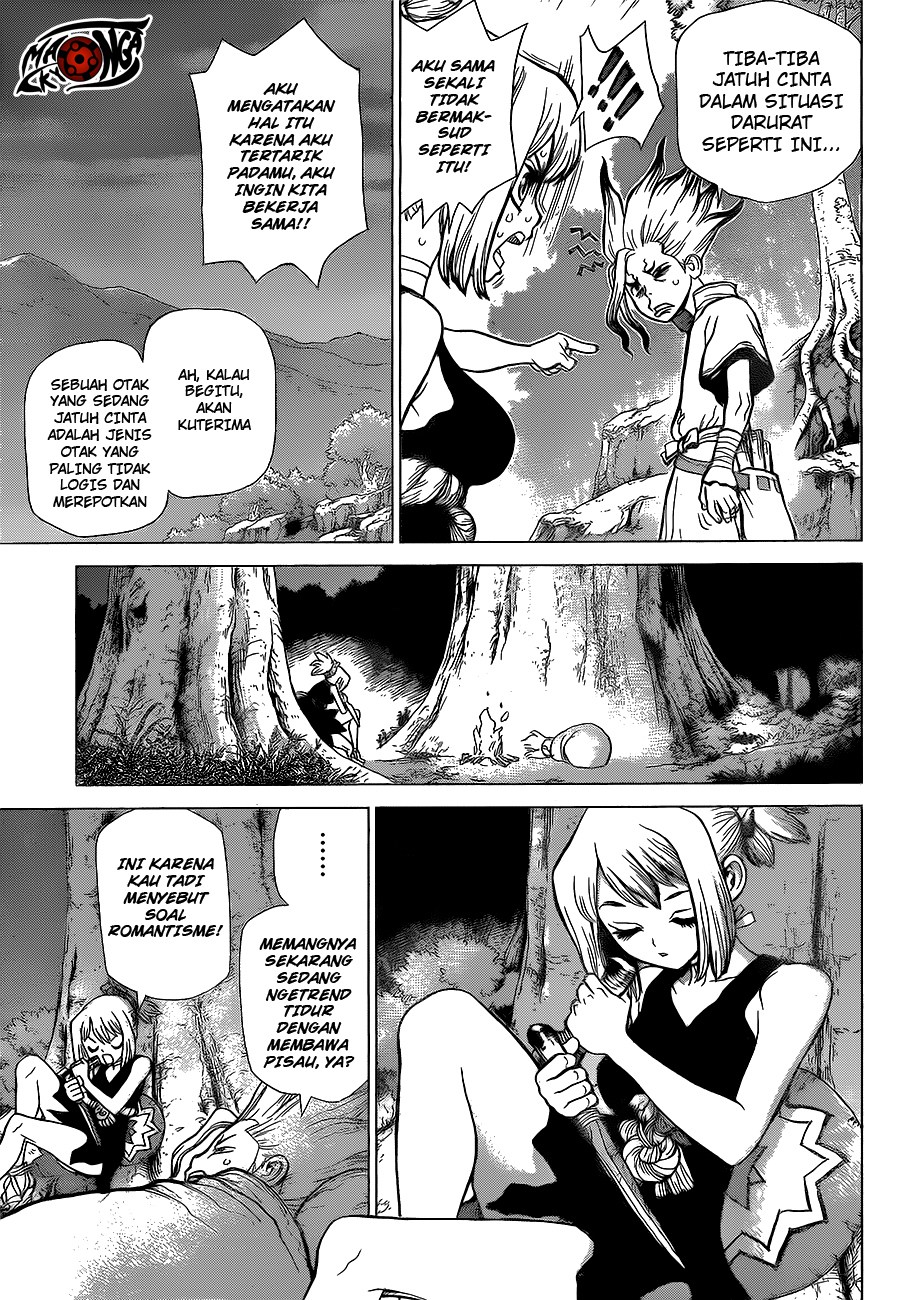 TIBA-TIBA
JATUH CINTA
DALAM SITUASI
DARURAT
SEPERTI INI...
!!!
AKU SAMA
SEKALI
TIDAK
BERMAK-
SUD
SEPERTI
ITU!
AKU
MENGATAKAN
HAL ITU
KARENA AKU
TERTARIK
PADAMU, AKU
INGIN KITA
BEKERJA
SAMA!!
AH, KALAU
BEGITU,
AKAN
KUTERIMA
SEBUAH OTAK
YANG SEDANG
JATUH CINTA
ADALAH JENIS
OTAK YANG
PALING TIDAK
LOGIS DAN
MEREPOTKAN
......
MEMANGNYA
SEKARANG
SEDANG
NGETREND
TIDUR
DENGAN
MEMBAWA
PISAU, YA?
INI KARENA
KAU TADI
MENYEBUT
SOAL
ROMANTISME!